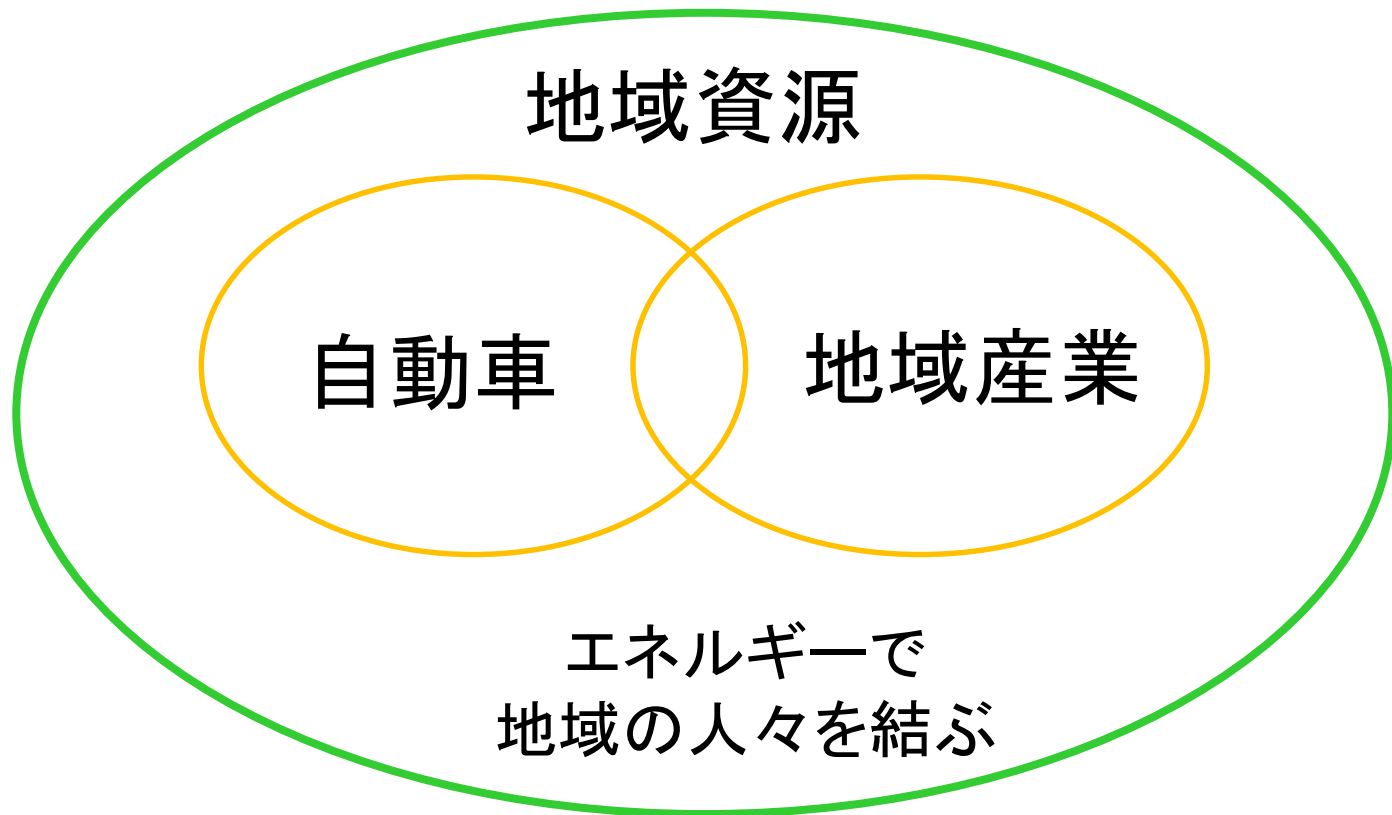 地域資源
自動車
地域産業
エネルギーで
地域の人々を結ぶ